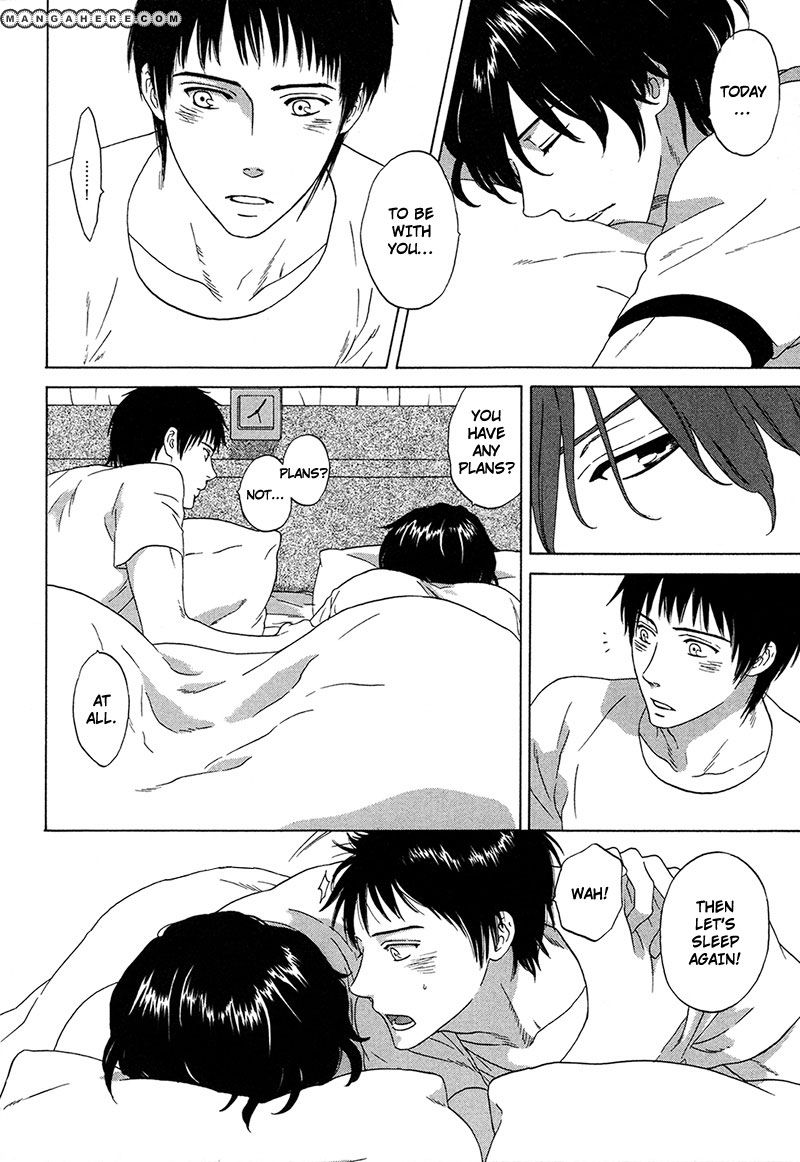 MANGAHERE.COM
TODAY
...
TO BE
WITH
YOU...
......!
YOU
HAVE
ANY
PLANS?
PLANS?
NOT...
AT
ALL.
THEN
LET'S
SLEEP
AGAIN!
WAH!